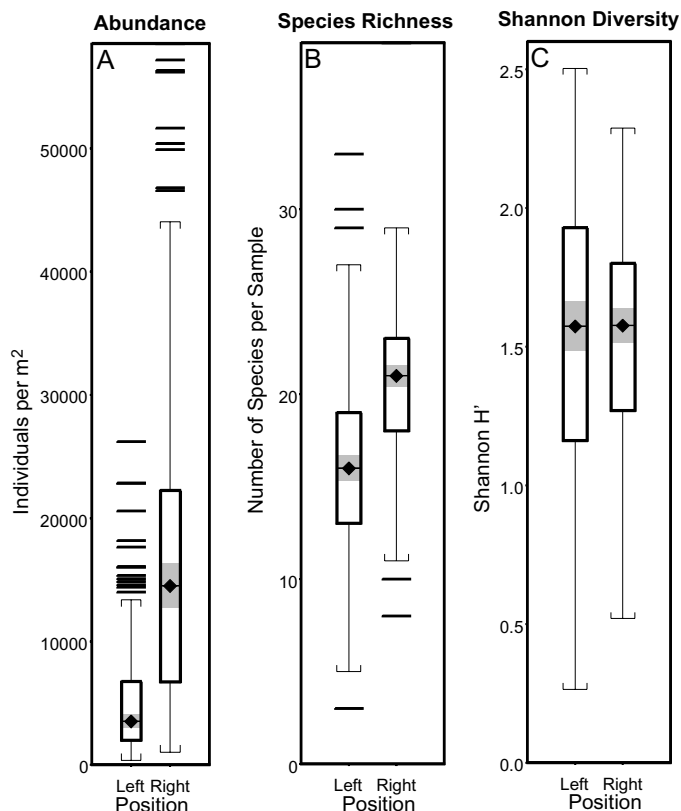 Abundance
Species Richness
Shannon Diversity
A
B
C
Individuals per m²
50000
40000
30000
20000
10000
0
Left Right
Position
Number of Species per Sample
30
20
10
0
Left Right
Position
Shannon H'
2.5
2.0
1.5
1.0
0.5
0.0
Left Right
Position